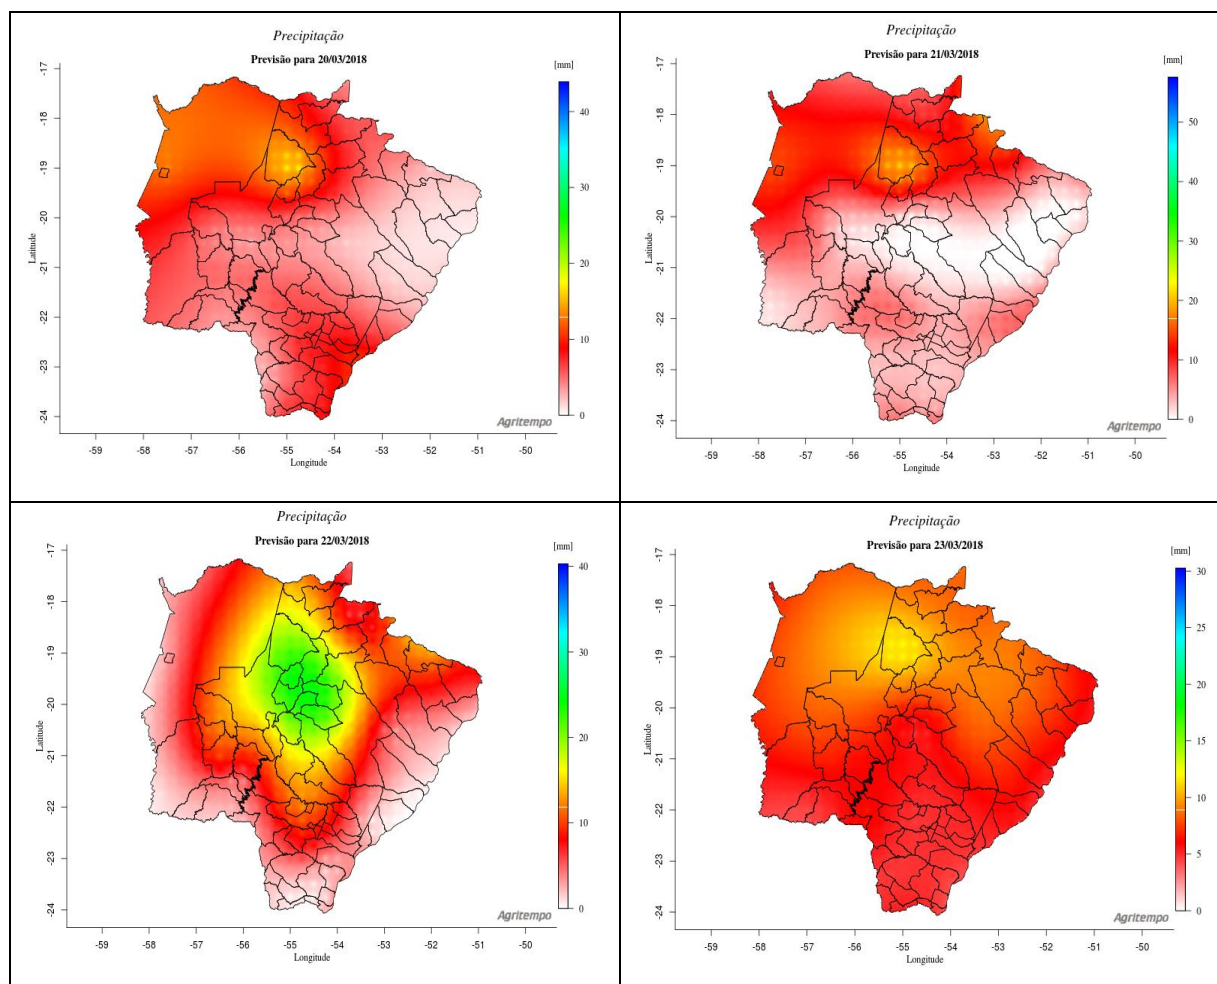 Precipitação
Previsão para 20/03/2018
[mm]
-17
-18
-19
-20
-21
-22
-23
-24
Latitude
40
30
20
10
0
Agritempo
-59 -58 -57 -56 -55 -54 -53 -52 -51 -50
Longitude
Precipitação
Previsão para 21/03/2018
[mm]
-17
-18
-19
-20
-21
-22
-23
-24
Latitude
50
40
30
20
10
0
Agritempo
-59 -58 -57 -56 -55 -54 -53 -52 -51 -50
Longitude
Precipitação
Previsão para 22/03/2018
[mm]
-17
-18
-19
-20
-21
-22
-23
-24
Latitude
40
30
20
10
0
Agritempo
-59 -58 -57 -56 -55 -54 -53 -52 -51 -50
Longitude
Precipitação
Previsão para 23/03/2018
[mm]
-17
-18
-19
-20
-21
-22
-23
-24
Latitude
30
25
20
15
10
5
0
Agritempo
-59 -58 -57 -56 -55 -54 -53 -52 -51 -50
Longitude